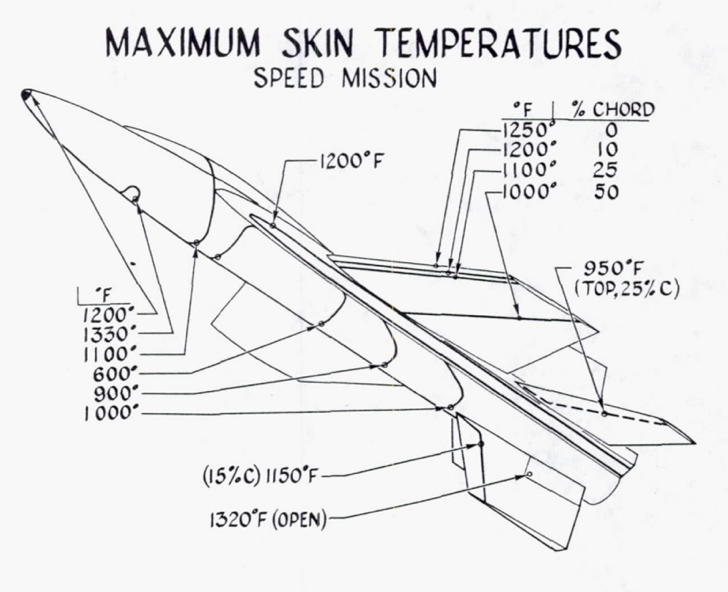 MAXIMUM SKIN TEMPERATURES
SPEED MISSION
°F % CHORD
1250° 0
1200° 10
1100° 25
1000° 50
1200°F
950°F
(TOP, 25% C)
°F
1200°
1330°
1100°
600°
900°
1000°
(15% C) 1150°F
1320°F (OPEN)